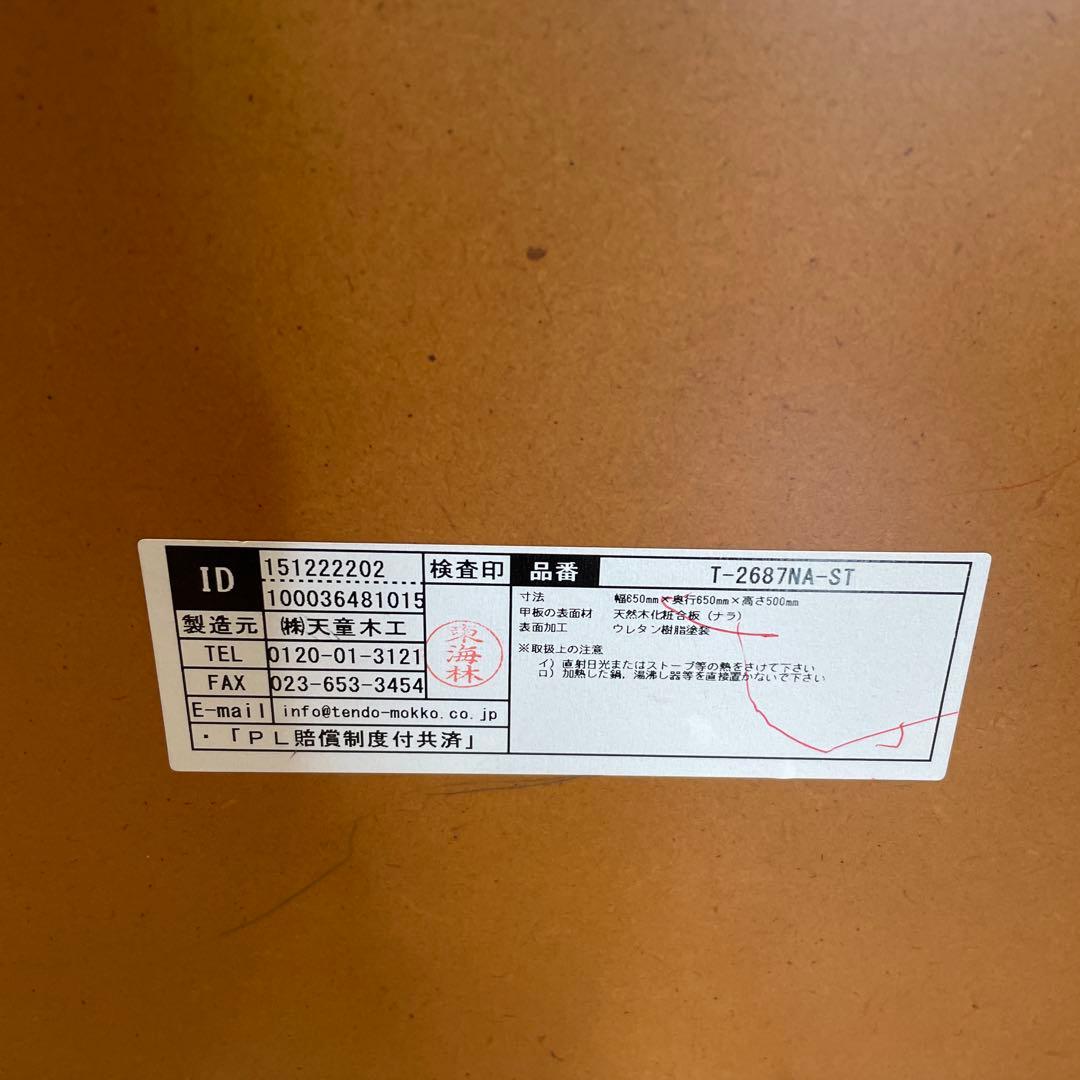 ID 151222202
100036481015
製造元 ㈱天童木工
TEL 0120-01-3121
FAX 023-653-3454
E-mail info@tendo-mokko.co.jp
・「PL賠償制度付共済」
検査印
東海林
品番 T-2687NA-ST
寸法 幅650mm×奥行650mm×高さ500mm
甲板の表面材 天然木化粧合板（ナラ）
表面加工 ウレタン樹脂塗装
※取扱上の注意
イ）直射日光またはストーブ等の熱をさけて下さい
ロ）加熱した鍋，湯沸し器等を直接置かないで下さい